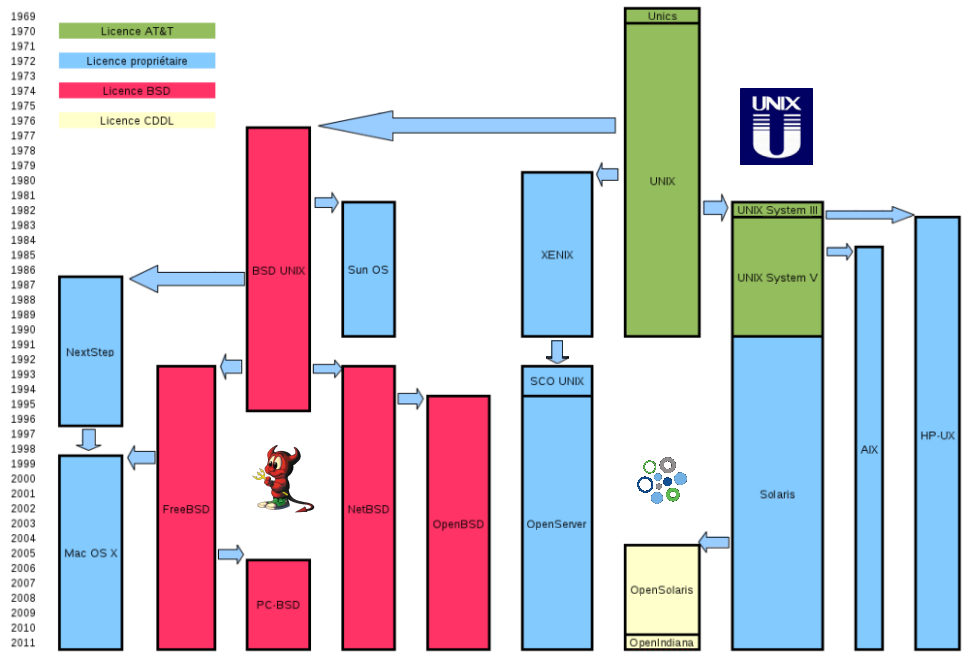 1969
1970
1971
1972
1973
1974
1975
1976
1977
1978
1979
1980
1981
1982
1983
1984
1985
1986
1987
1988
1989
1990
1991
1992
1993
1994
1995
1996
1997
1998
1999
2000
2001
2002
2003
2004
2005
2006
2007
2008
2009
2010
2011
Licence AT&T
Licence propriétaire
Licence BSD
Licence CDDL
Unics
UNIX
UNIX
UNIX System III
UNIX System V
XENIX
BSD UNIX
Sun OS
NextStep
SCO UNIX
AIX
HP-UX
Solaris
FreeBSD
NetBSD
OpenBSD
OpenServer
Mac OS X
PC-BSD
OpenSolaris
OpenIndiana